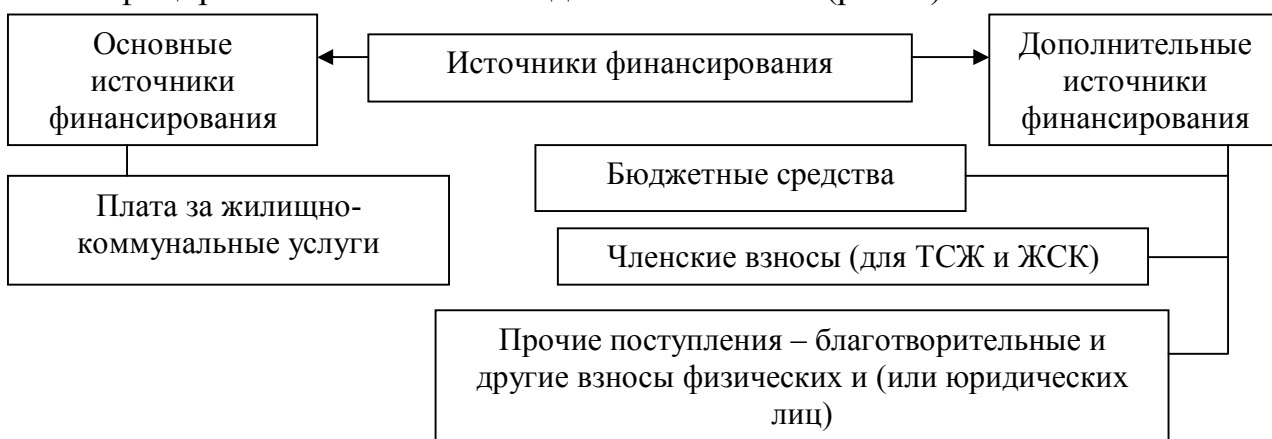 Основные
источники
финансирования
Источники финансирования
Дополнительные
источники
финансирования
Плата за жилищно-
коммунальные услуги
Бюджетные средства
Членские взносы (для ТСЖ и ЖСК)
Прочие поступления – благотворительные и
другие взносы физических и (или юридических
лиц)